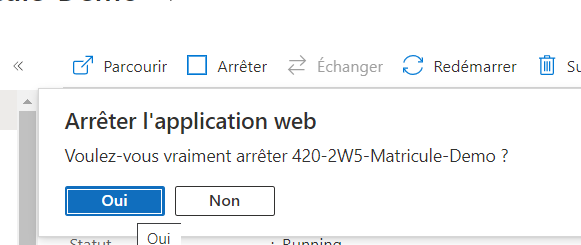 Parcourir Arrêter Échanger Redémarrer Su
Arrêter l'application web
Voulez-vous vraiment arrêter 420-2W5-Matricule-Demo ?
Oui Non
Oui
Statut : Running